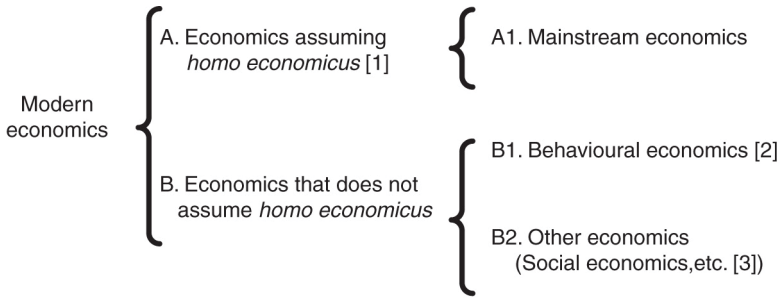 Modern
economics
A. Economics assuming
homo economicus [1]
A1. Mainstream economics
B. Economics that does not
assume homo economicus
B1. Behavioural economics [2]
B2. Other economics
(Social economics,etc. [3])